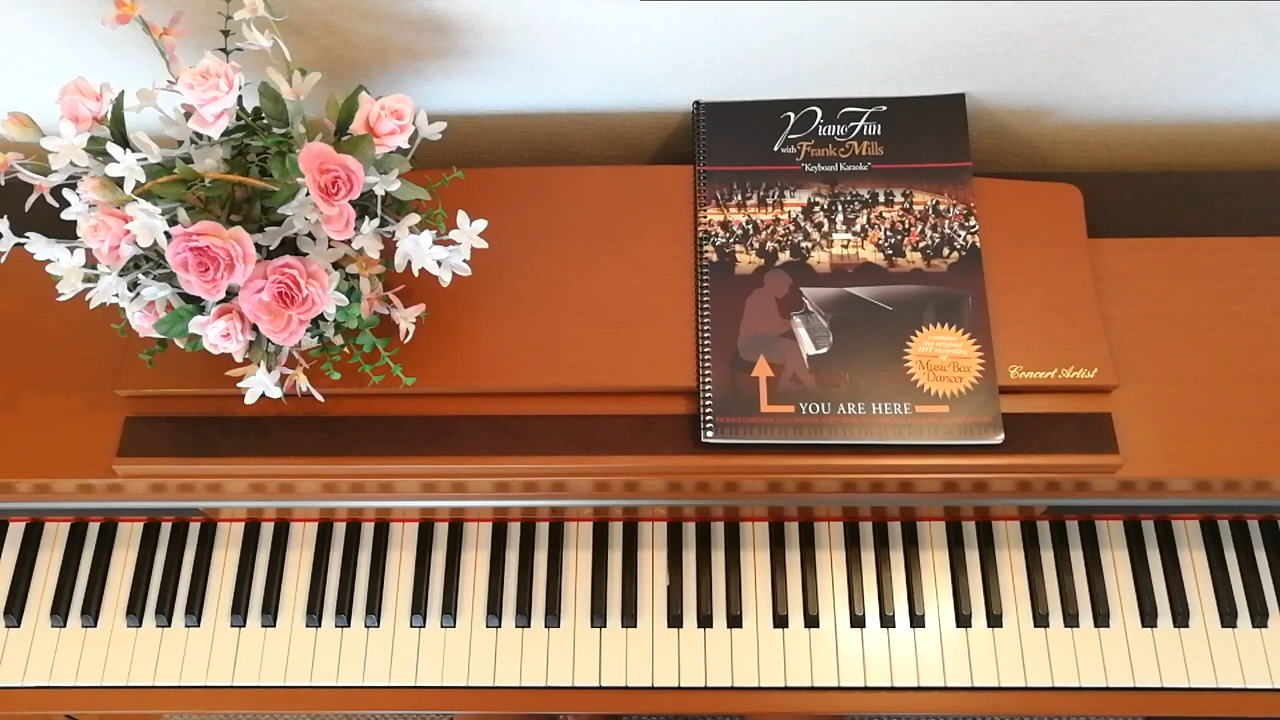 Piano Fun
with Frank Mills
"Keyboard Karaoke"
contains
the original
HIT recording
of
Music Box
Dancer
Concert Artist
YOU ARE HERE